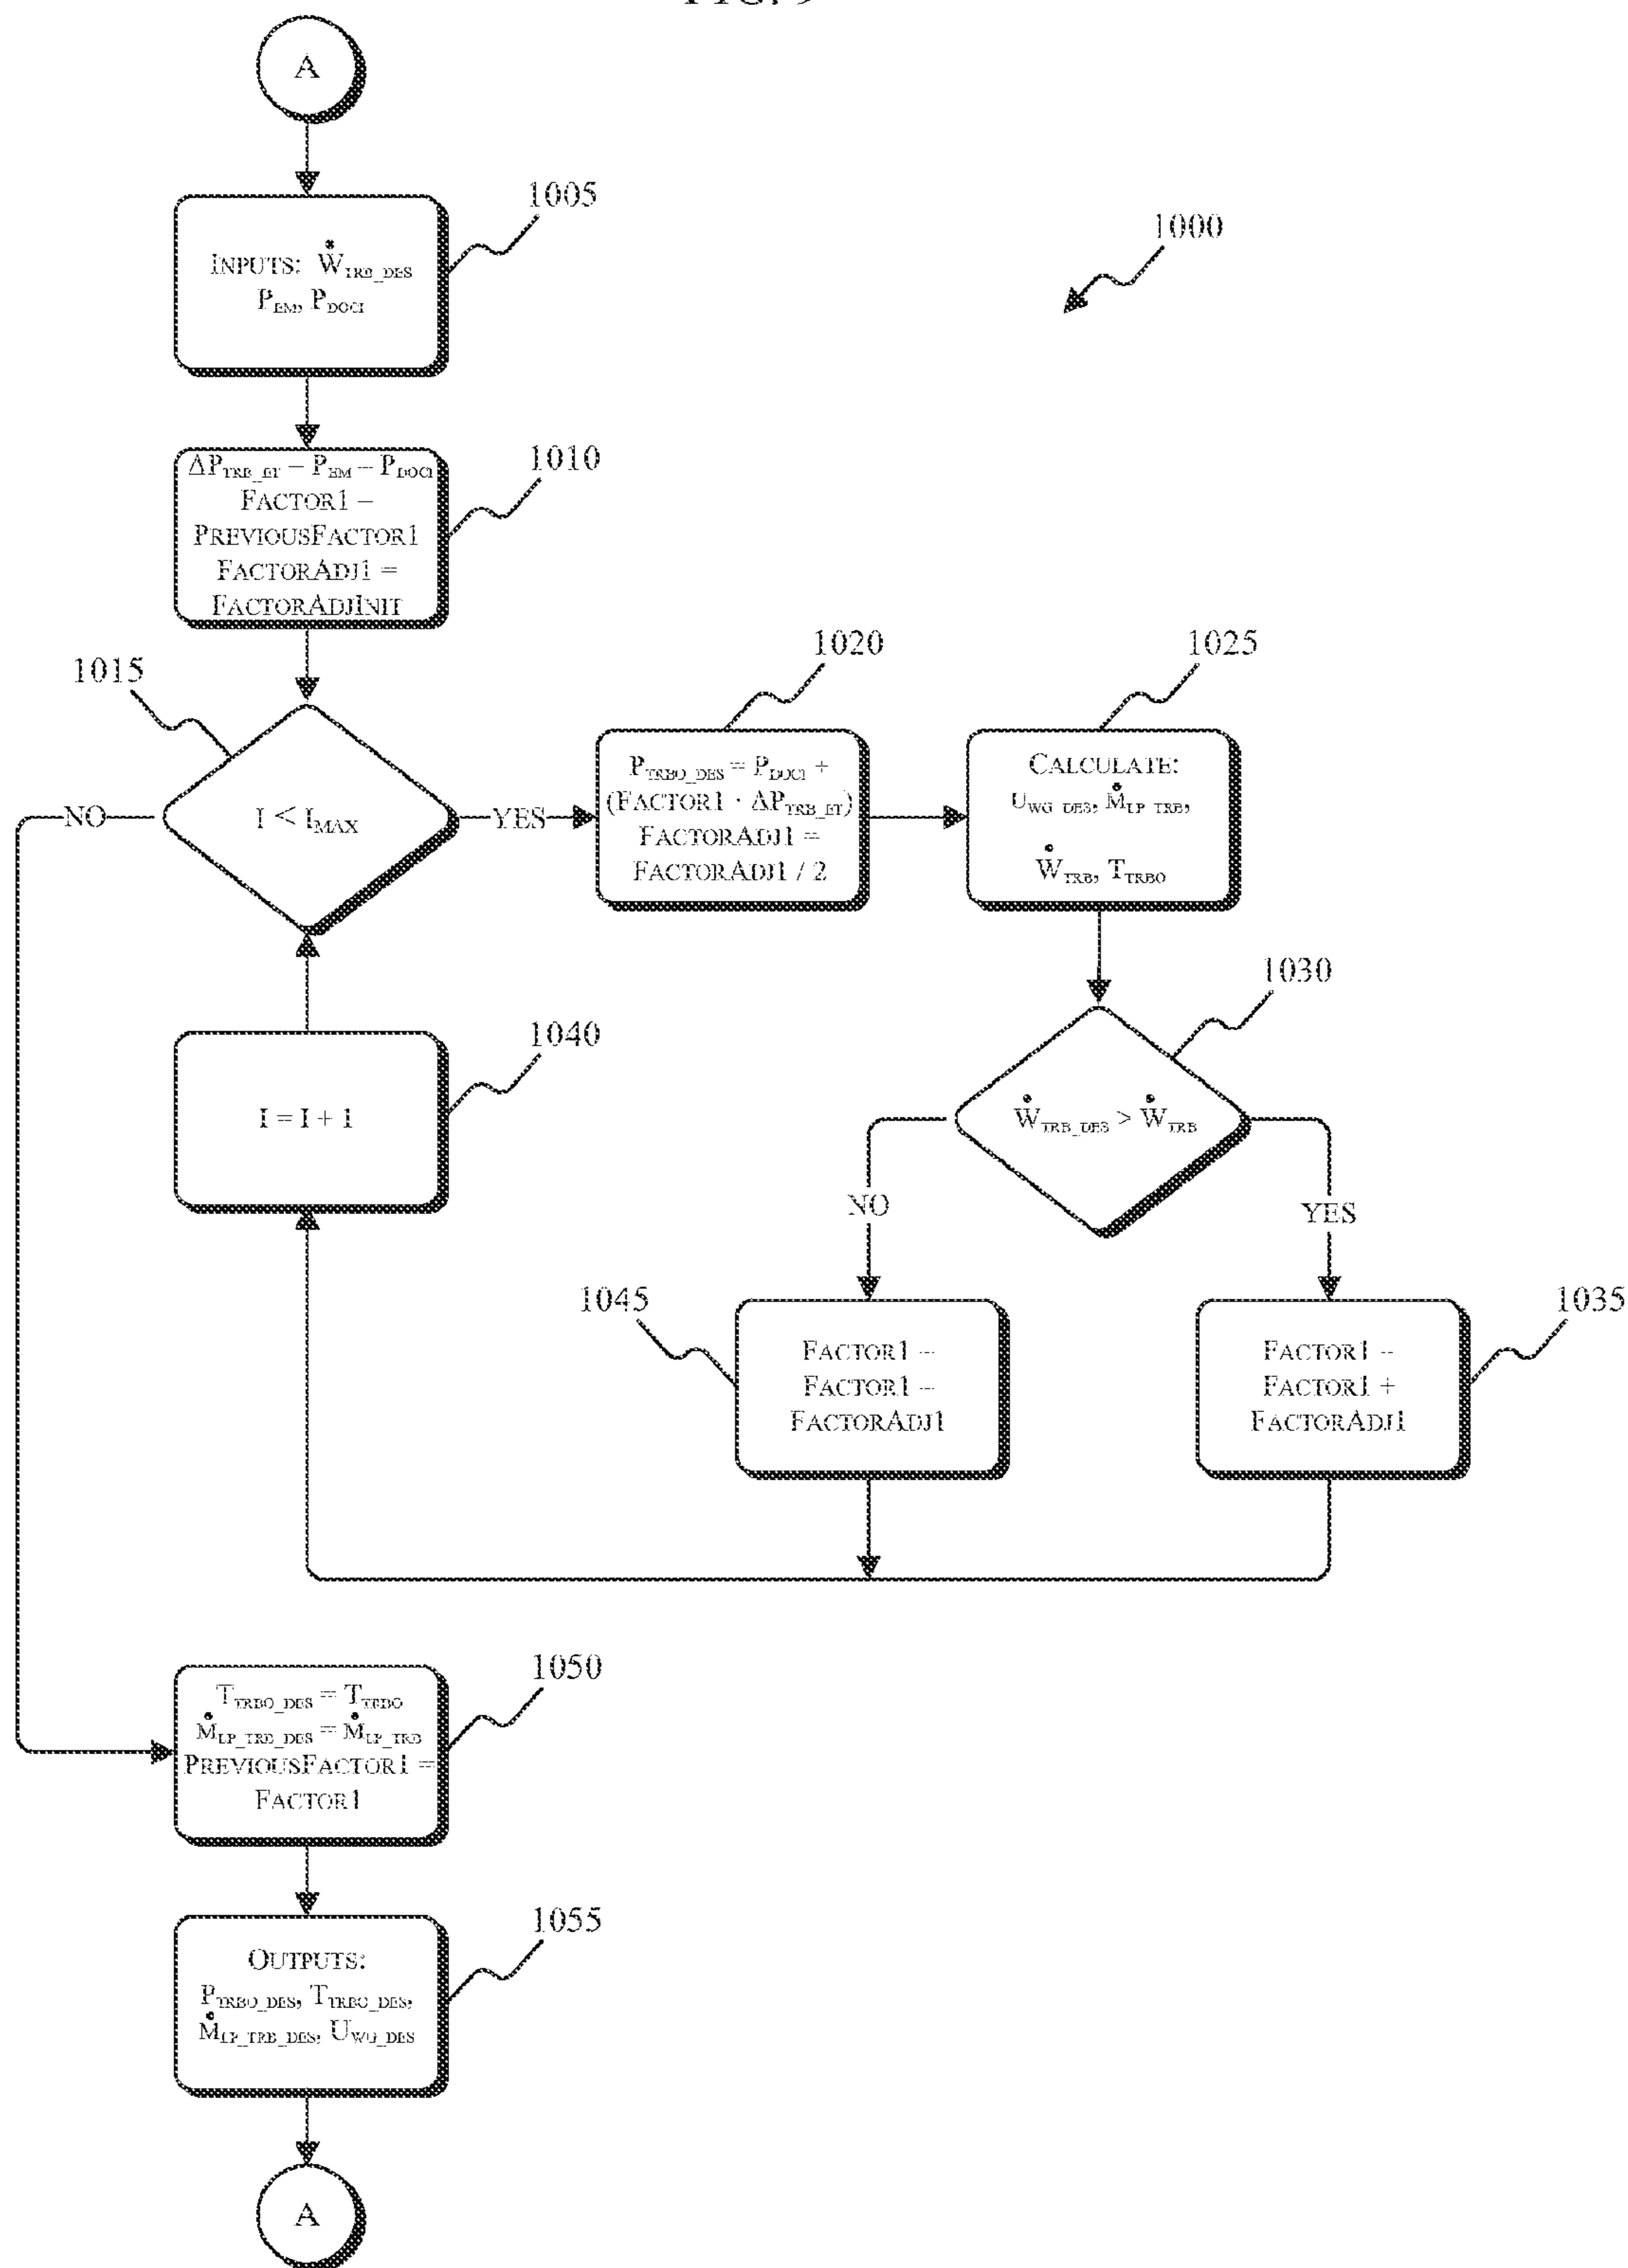 FIG. 9
A
1005
INPUTS: Ẇ_TRB_DES
P_EM, P_DOCI
1000
1010
ΔP_TRB_ET = P_EM – P_DOCI
FACTOR1 =
PREVIOUSFACTOR1
FACTORADJ1 =
FACTORADJINIT
1015
I < I_MAX
NO
YES
1020
P_TRBO_DES = P_DOCI +
(FACTOR1 · ΔP_TRB_ET)
FACTORADJ1 =
FACTORADJ1 / 2
1025
CALCULATE:
U_WG_DES, Ṁ_LP_TRB,
Ẇ_TRB, T_TRBO
1030
Ẇ_TRB_DES > Ẇ_TRB
NO
YES
1040
I = I + 1
1045
FACTOR1 =
FACTOR1 –
FACTORADJ1
1035
FACTOR1 =
FACTOR1 +
FACTORADJ1
1050
T_TRBO_DES = T_TRBO
Ṁ_LP_TRB_DES = Ṁ_LP_TRB
PREVIOUSFACTOR1 =
FACTOR1
1055
OUTPUTS:
P_TRBO_DES, T_TRBO_DES,
Ṁ_LP_TRB_DES, U_WG_DES
A